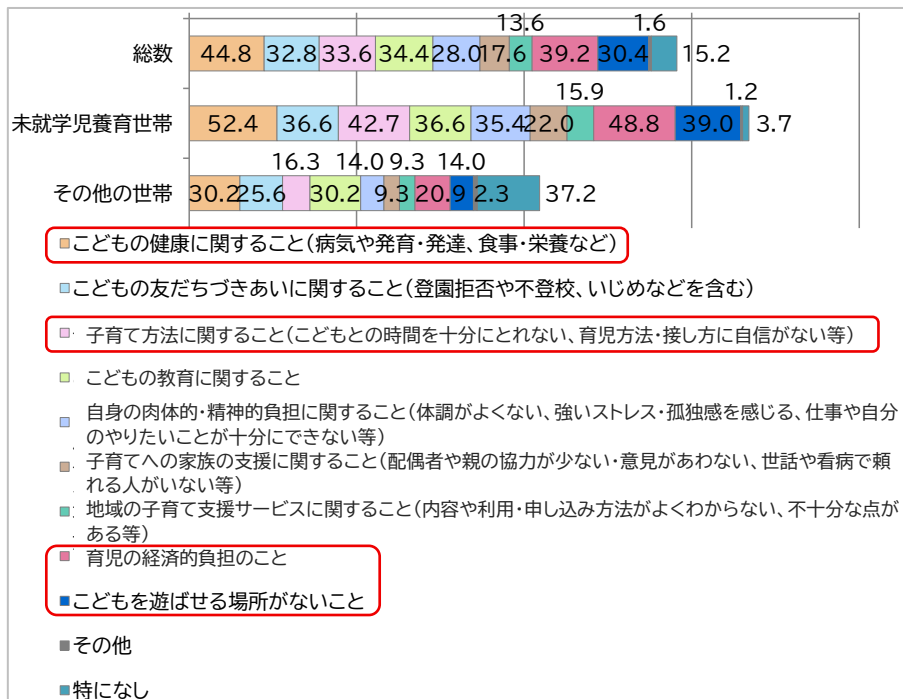 13.6 1.6
総数 44.8 32.8 33.6 34.4 28.0 17.6 17.6 39.2 30.4 15.2
15.9 1.2
未就学児養育世帯 52.4 36.6 42.7 36.6 35.4 22.0 48.8 39.0 3.7
16.3 14.0 9.3 14.0
その他の世帯 30.2 25.6 30.2 9.3 20.9 2.3 37.2
こどもの健康に関すること(病気や発育・発達、食事・栄養など)
こどもの友だちづきあいに関すること(登園拒否や不登校、いじめなどを含む)
子育て方法に関すること(こどもとの時間を十分にとれない、育児方法・接し方に自信がない等)
こどもの教育に関すること
自身の肉体的・精神的負担に関すること(体調がよくない、強いストレス・孤独感を感じる、仕事や自分
のやりたいことが十分にできない等)
子育てへの家族の支援に関すること(配偶者や親の協力が少ない・意見があわない、世話や看病で頼
れる人がいない等)
地域の子育て支援サービスに関すること(内容や利用・申し込み方法がよくわからない、不十分な点が
ある等)
育児の経済的負担のこと
こどもを遊ばせる場所がないこと
その他
特になし